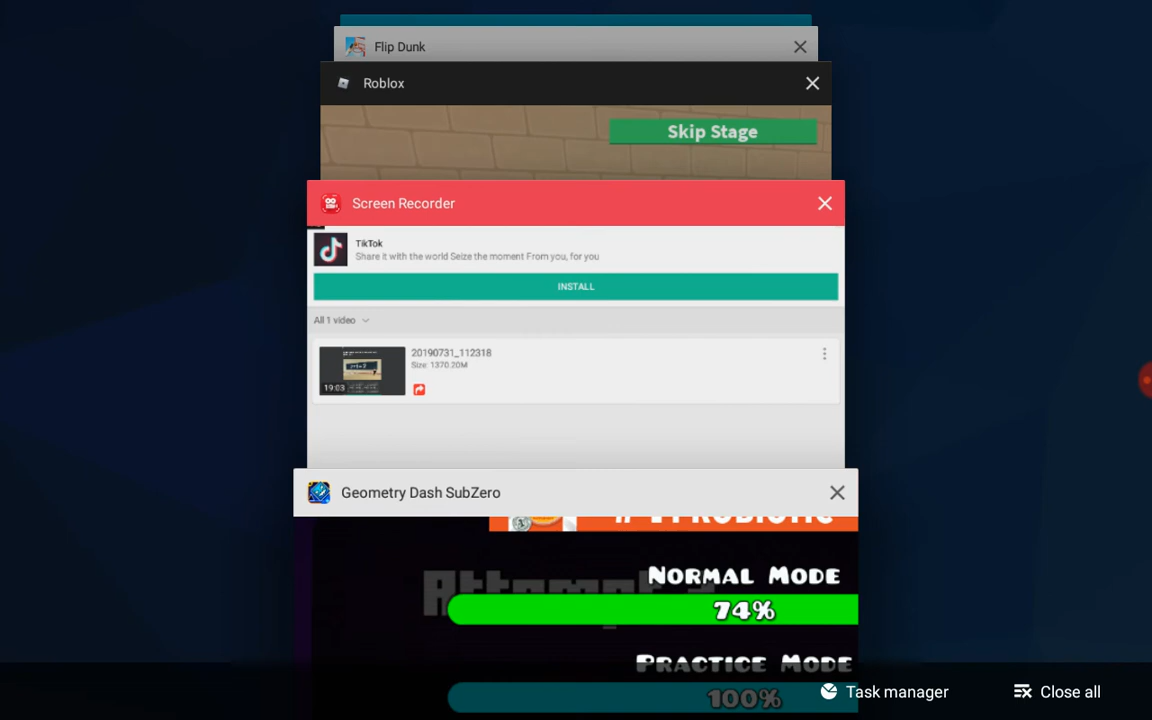 Flip Dunk
Roblox
Skip Stage
Screen Recorder
TikTok
Share it with the world Seize the moment From you, for you
INSTALL
All 1 video
20190731_112318
Size: 1370.20M
19:03
Geometry Dash SubZero
NORMAL MODE
74%
PRACTICE MODE
100%
Task manager
Close all